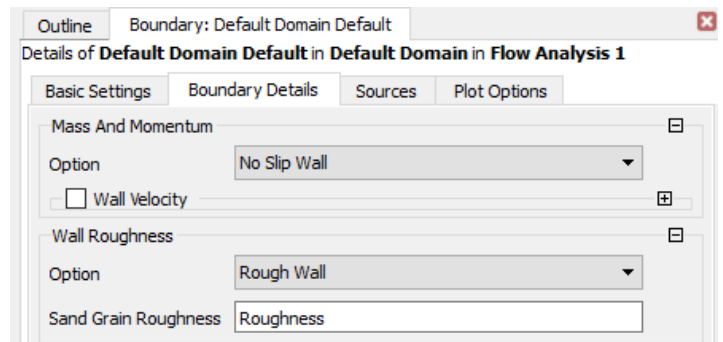 Outline Boundary: Default Domain Default
Details of Default Domain Default in Default Domain in Flow Analysis 1
Basic Settings Boundary Details Sources Plot Options
Mass And Momentum
Option No Slip Wall
Wall Velocity
Wall Roughness
Option Rough Wall
Sand Grain Roughness Roughness